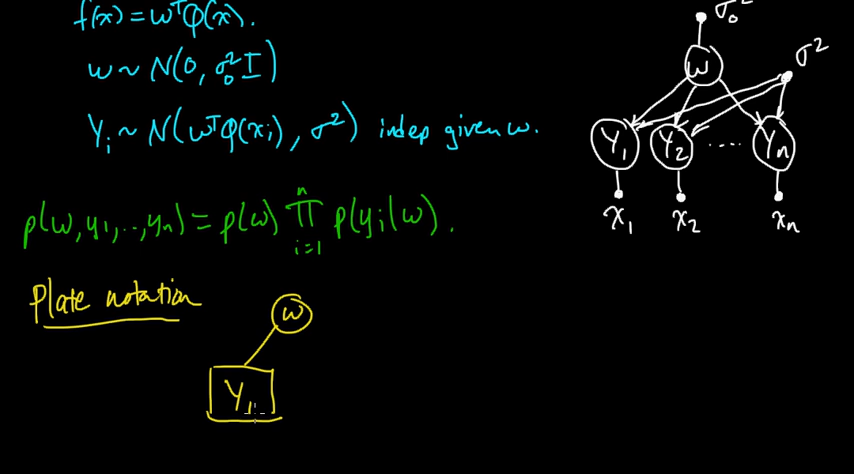 f(x) = wᵀφ(x).
w ~ N(0, σ₀²I)
Yᵢ ~ N(wᵀφ(xᵢ), σ²) indep given w.
p(w, y₁, .., yₙ) = p(w) ∏ᵢ₌₁ⁿ p(yᵢ|w).
Plate notation
w
Y
σ₀²
w
σ²
Y₁ Y₂ .... Yₙ
x₁ x₂ xₙ